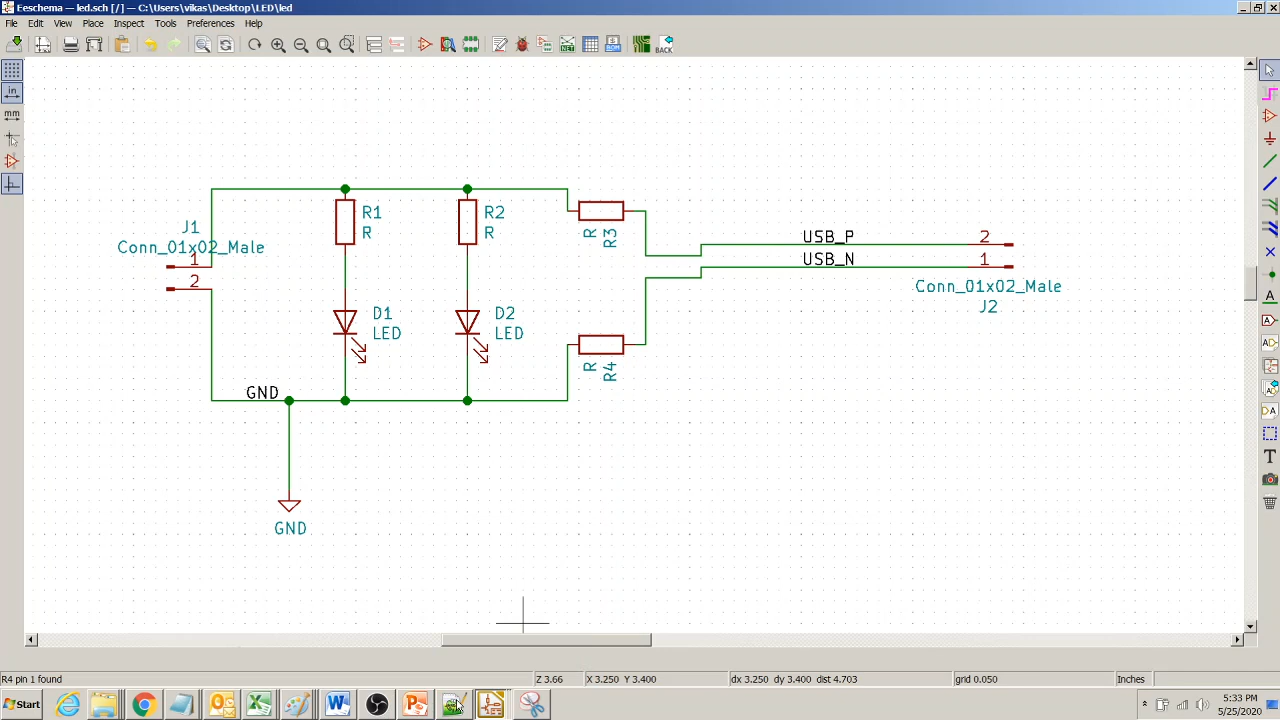 Eeschema — led.sch [/] — C:\Users\vikas\Desktop\LED\led
File Edit View Place Inspect Tools Preferences Help
BACK
in
mm
J1
Conn_01x02_Male
1
2
R1
R
R2
R
R
R3
D1
LED
D2
LED
R
R4
USB_P
USB_N
2
1
Conn_01x02_Male
J2
GND
GND
R4 pin 1 found
Z 3.66
X 3.250 Y 3.400
dx 3.250 dy 3.400 dist 4.703
grid 0.050
Inches
Start
5:33 PM
5/25/2020